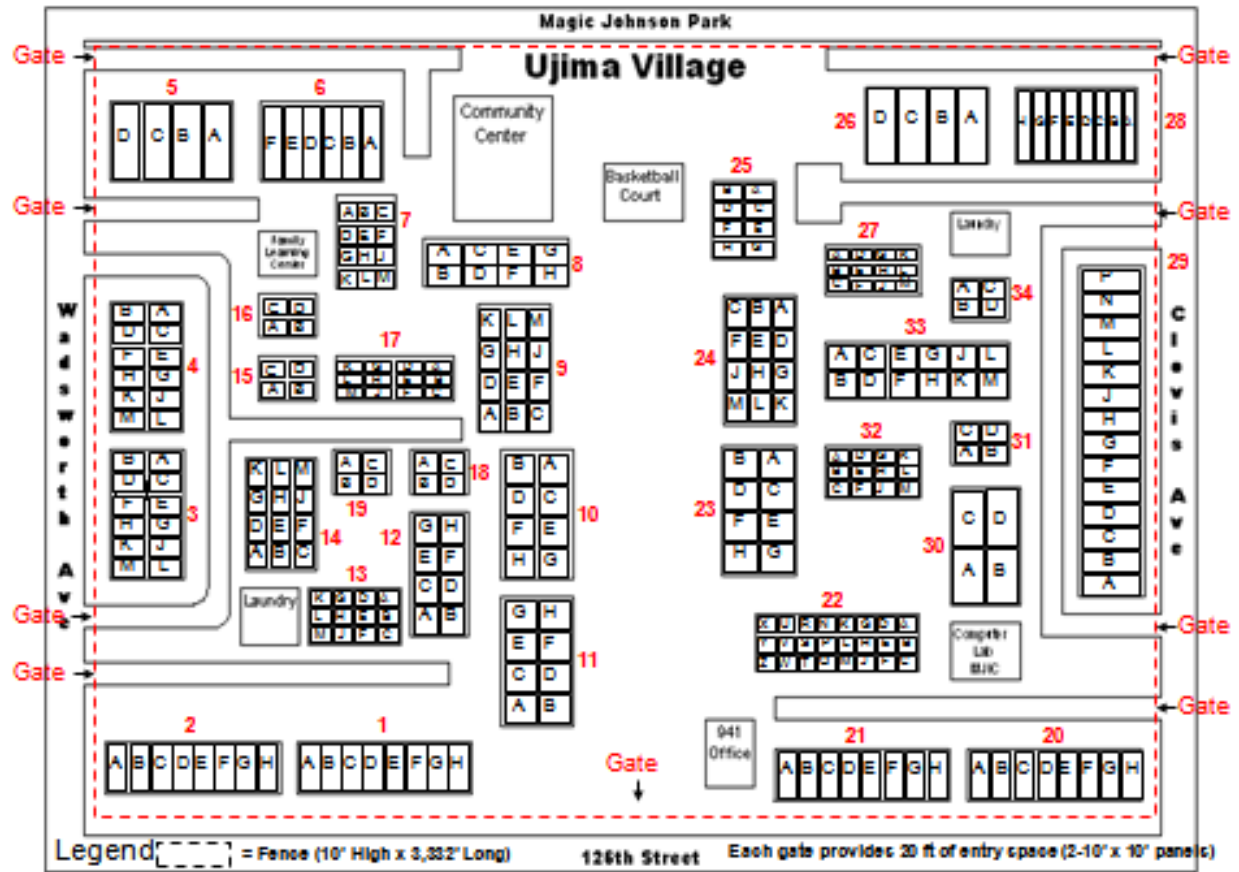 Magic Johnson Park
Gate
Gate
Ujima Village
5
6
Community
Center
26
28
D C B A
F E D C B A
D C B A
H G F E D C B A
25
Basketball
Court
Gate
Gate
7
A B C
D E F
G H J
K L M
B A
D C
F E
H G
27
Laundry
Family
Learning
Center
8
A C E G
B D F H
29
34
A C
B D
16
C D
A B
Wadsworth Ave
4
B A
D C
F E
H G
K J
M L
15
C D
A B
17
K G D A
L H E B
M J F C
9
K L M
G H J
D E F
A B C
24
C B A
F E D
J H G
M L K
33
A C E G J L
B D F H K M
P
N
M
L
K
J
H
G
F
E
D
C
B
A
Clovis Ave
3
B A
D C
F E
H G
K J
M L
14
K L M
G H J
D E F
A B C
19
A C
B D
18
A C
B D
10
B A
D C
F E
H G
23
B A
D C
F E
H G
32
A D G K
B E H L
C F J M
31
C D
A B
12
G H
E F
C D
A B
30
C D
A B
Laundry
13
K G D A
L H E B
M J F C
11
G H
E F
C D
A B
22
Computer
Lab
Gate
Gate
Gate
Gate
2
1
A B C D E F G H
A B C D E F G H
941
Office
Gate
21
20
A B C D E F G H
A B C D E F G H
Legend = Fence (10" High x 3,332" Long)
126th Street
Each gate provides 20 ft of entry space (2-10" x 10" panels)